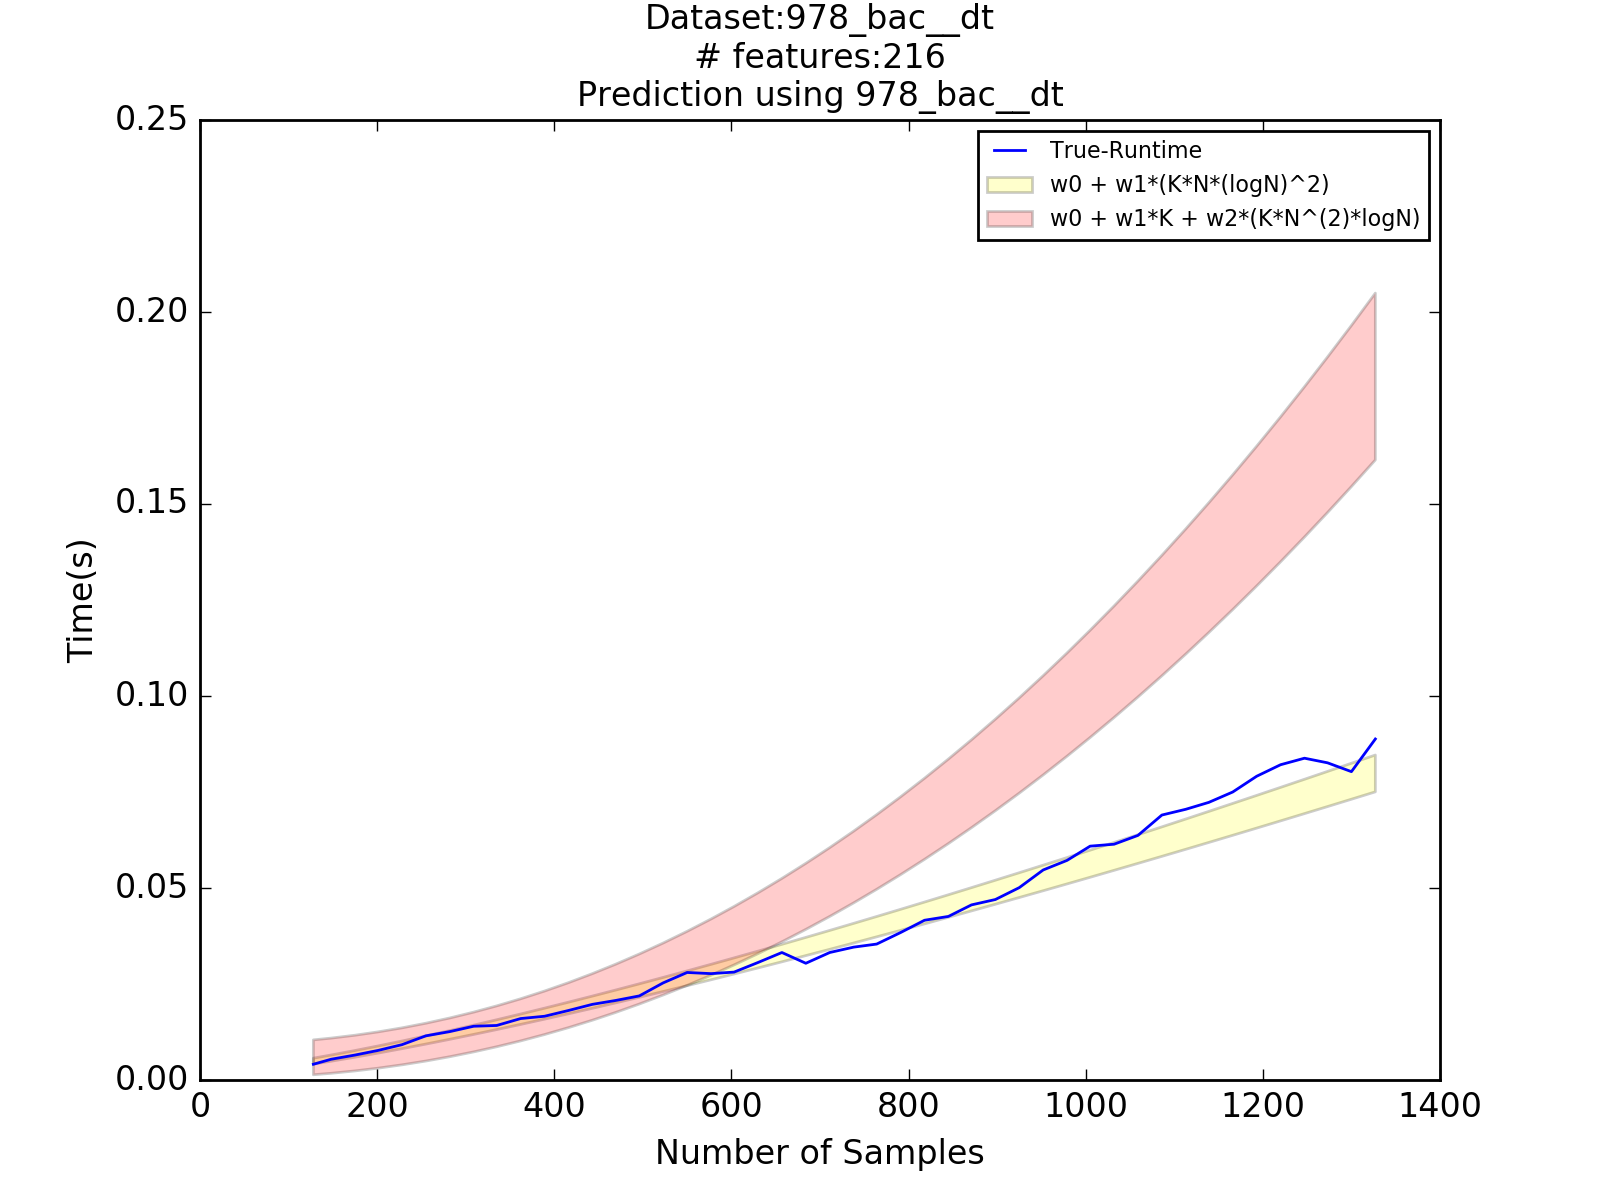 Dataset:978_bac__dt
# features:216
Prediction using 978_bac__dt
True-Runtime
w0 + w1*(K*N*(logN)^2)
w0 + w1*K + w2*(K*N^(2)*logN)
0.25
0.20
0.15
0.10
0.05
0.00
Time(s)
0 200 400 600 800 1000 1200 1400
Number of Samples